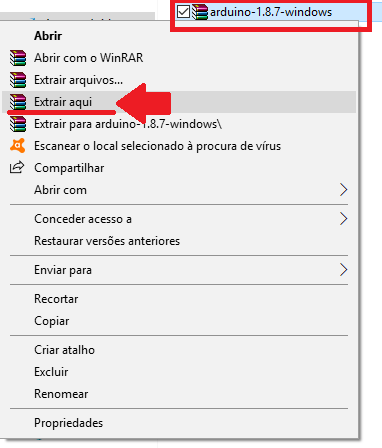 arduino-1.8.7-windows
Abrir
Abrir com o WinRAR
Extrair arquivos...
Extrair aqui
Extrair para arduino-1.8.7-windows\
Escanear o local selecionado à procura de vírus
Compartilhar
Abrir com
Conceder acesso a
Restaurar versões anteriores
Enviar para
Recortar
Copiar
Criar atalho
Excluir
Renomear
Propriedades